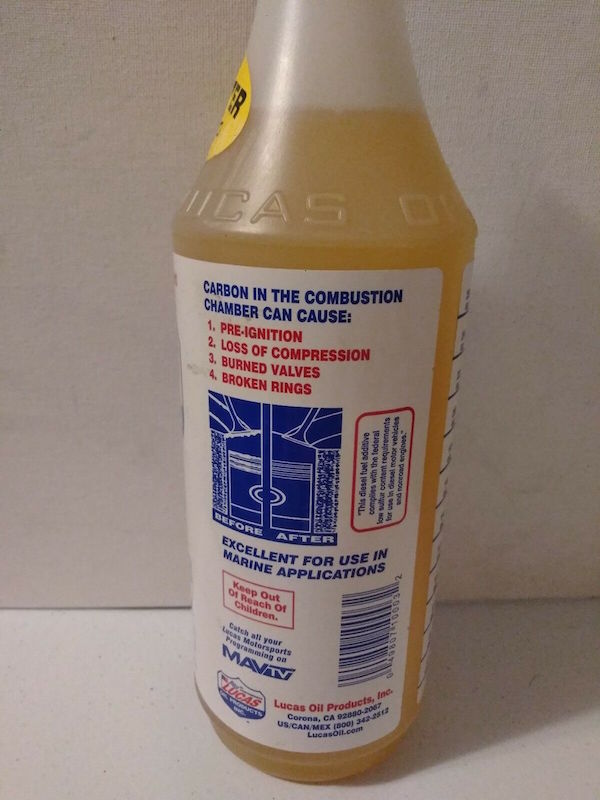 ER
LUCAS OI
CARBON IN THE COMBUSTION
CHAMBER CAN CAUSE:
1. PRE-IGNITION
2. LOSS OF COMPRESSION
3. BURNED VALVES
4. BROKEN RINGS
"This diesel fuel additive
complies with the federal
low sulfur content requirements
for use in diesel motor vehicles
and nonroad engines."
BEFORE AFTER
EXCELLENT FOR USE IN
MARINE APPLICATIONS
Keep Out
Of Reach Of
Children.
Catch all your
Lucas Motorsports
Programming on
MAVTV
LUCAS
OIL PRODUCTS
INC.
Lucas Oil Products, Inc.
Corona, CA 92880-2067
US/CAN/MEX (800) 342-2512
LucasOil.com